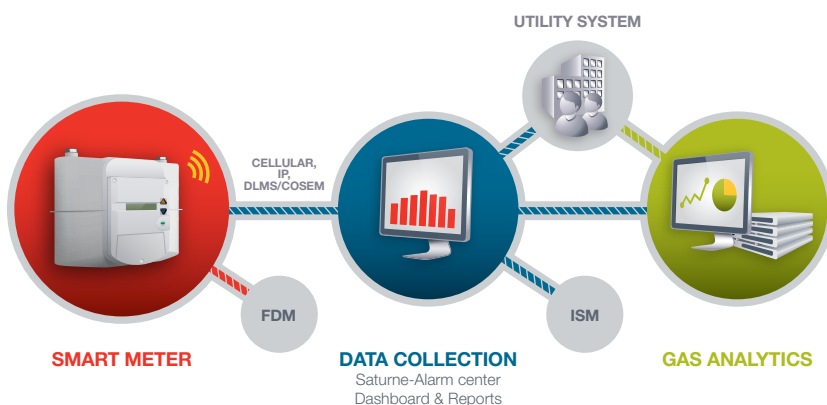 UTILITY SYSTEM
CELLULAR,
IP,
DLMS/COSEM
FDM
ISM
SMART METER
DATA COLLECTION
Saturne-Alarm center
Dashboard & Reports
GAS ANALYTICS